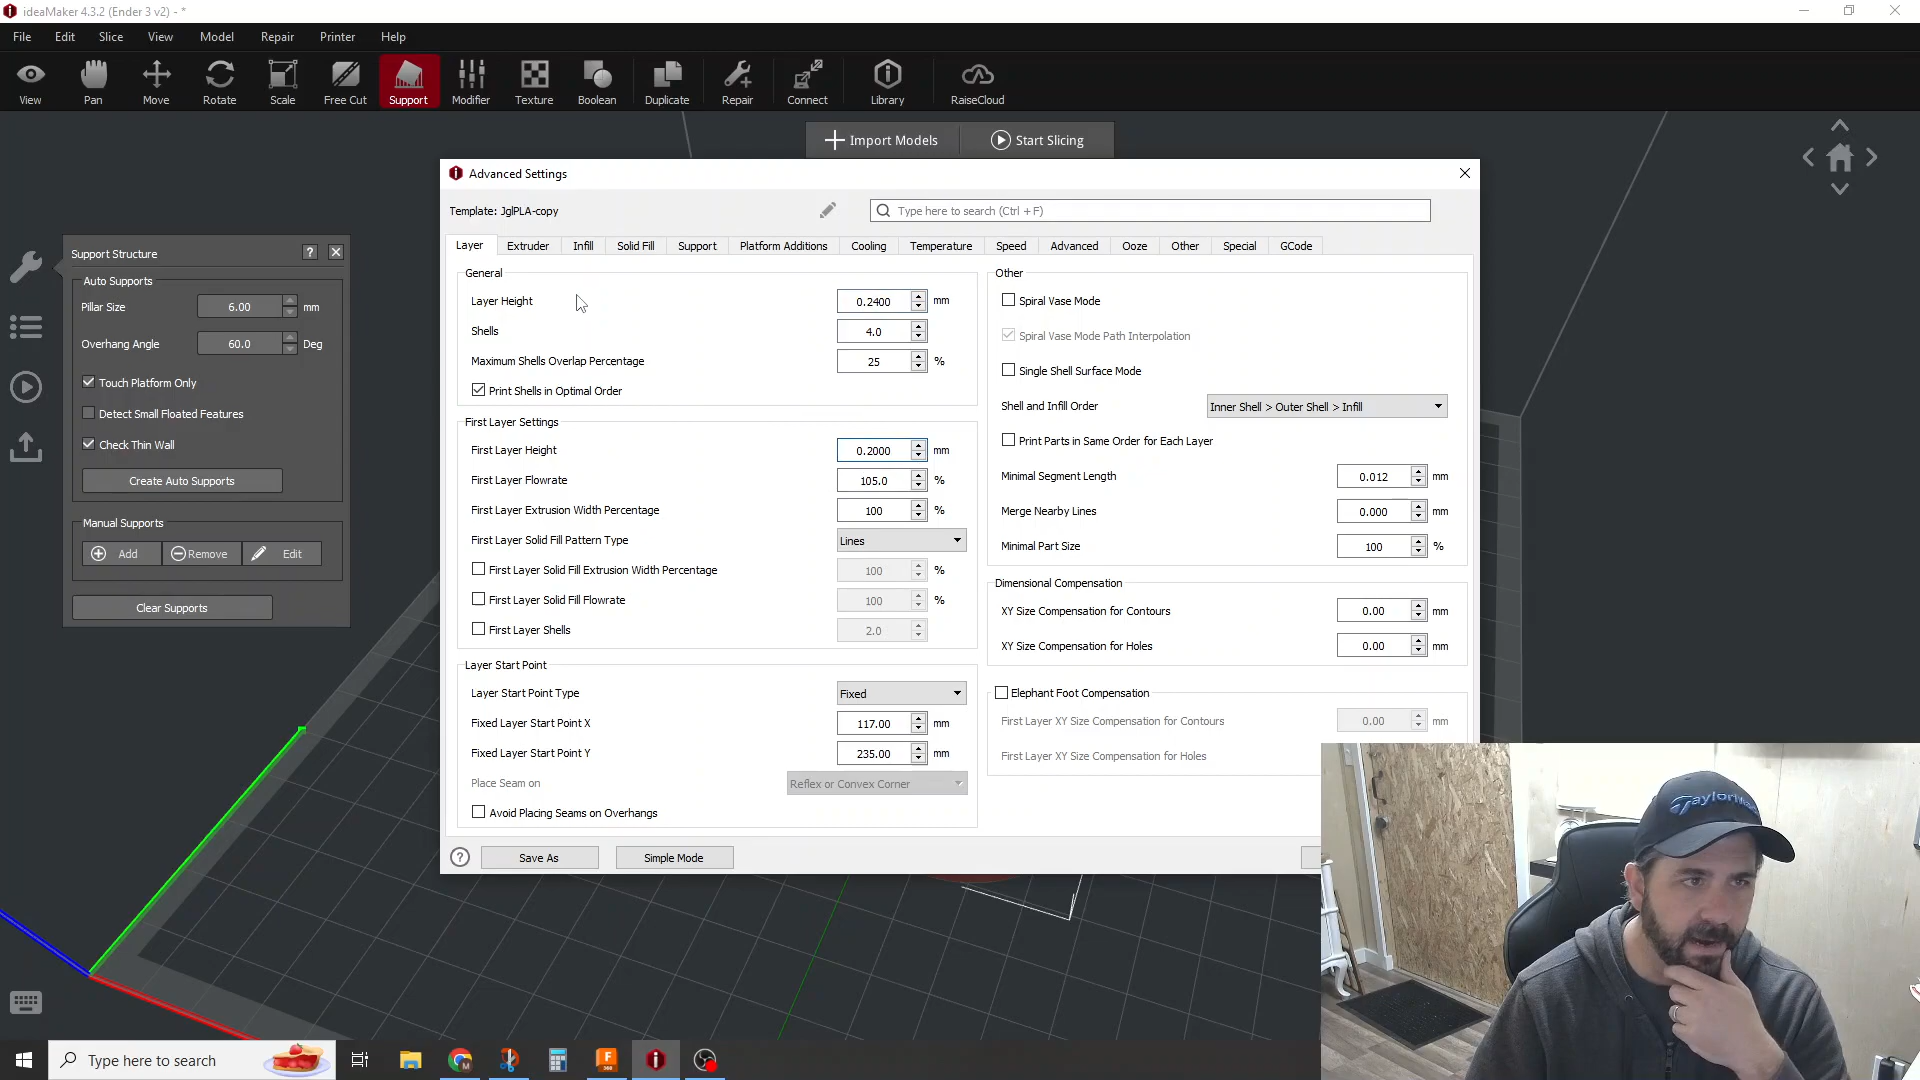 ideaMaker 4.3.2 (Ender 3 v2) - *
File Edit Slice View Model Repair Printer Help
View Pan Move Rotate Scale Free Cut Support Modifier Texture Boolean Duplicate Repair Connect Library RaiseCloud
Import Models Start Slicing
Advanced Settings
Template: JglPLA-copy Type here to search (Ctrl + F)
Layer Extruder Infill Solid Fill Support Platform Additions Cooling Temperature Speed Advanced Ooze Other Special GCode
Support Structure ?
Auto Supports
Pillar Size 6.00 mm
Overhang Angle 60.0 Deg
Touch Platform Only
Detect Small Floated Features
Check Thin Wall
Create Auto Supports
Manual Supports
Add Remove Edit
Clear Supports
General
Layer Height 0.2400 mm
Shells 4.0
Maximum Shells Overlap Percentage 25 %
Print Shells in Optimal Order
First Layer Settings
First Layer Height 0.2000 mm
First Layer Flowrate 105.0 %
First Layer Extrusion Width Percentage 100 %
First Layer Solid Fill Pattern Type Lines
First Layer Solid Fill Extrusion Width Percentage 100 %
First Layer Solid Fill Flowrate 100 %
First Layer Shells 2.0
Layer Start Point
Layer Start Point Type Fixed
Fixed Layer Start Point X 117.00 mm
Fixed Layer Start Point Y 235.00 mm
Place Seam on Reflex or Convex Corner
Avoid Placing Seams on Overhangs
Other
Spiral Vase Mode
Spiral Vase Mode Path Interpolation
Single Shell Surface Mode
Shell and Infill Order Inner Shell > Outer Shell > Infill
Print Parts in Same Order for Each Layer
Minimal Segment Length 0.012 mm
Merge Nearby Lines 0.000 mm
Minimal Part Size 100 %
Dimensional Compensation
XY Size Compensation for Contours 0.00 mm
XY Size Compensation for Holes 0.00 mm
Elephant Foot Compensation
First Layer XY Size Compensation for Contours 0.00 mm
First Layer XY Size Compensation for Holes
? Save As Simple Mode
TaylorMade
Type here to search